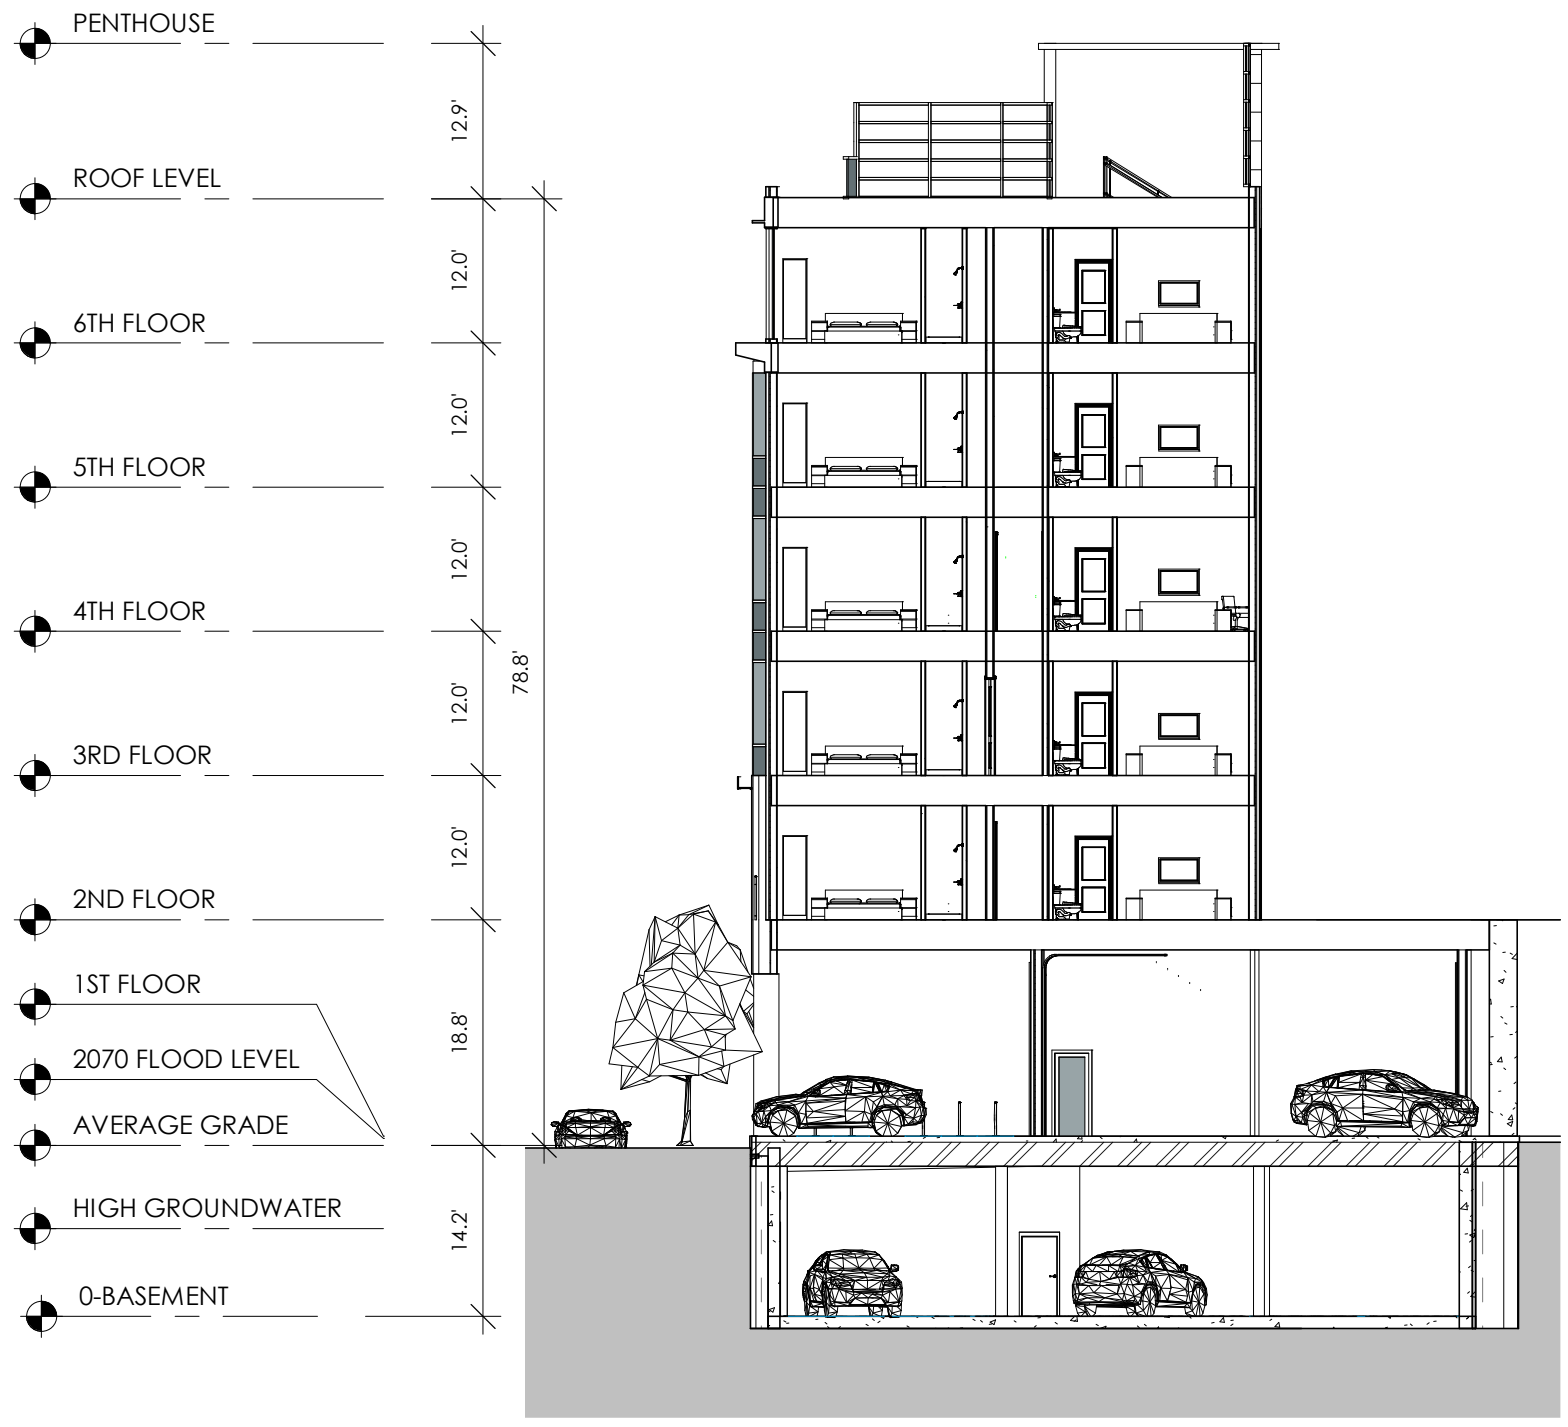 PENTHOUSE
12.9'
ROOF LEVEL
12.0'
6TH FLOOR
12.0'
5TH FLOOR
12.0'
4TH FLOOR
78.8'
12.0'
3RD FLOOR
12.0'
2ND FLOOR
1ST FLOOR
18.8'
2070 FLOOD LEVEL
AVERAGE GRADE
HIGH GROUNDWATER
14.2'
0-BASEMENT